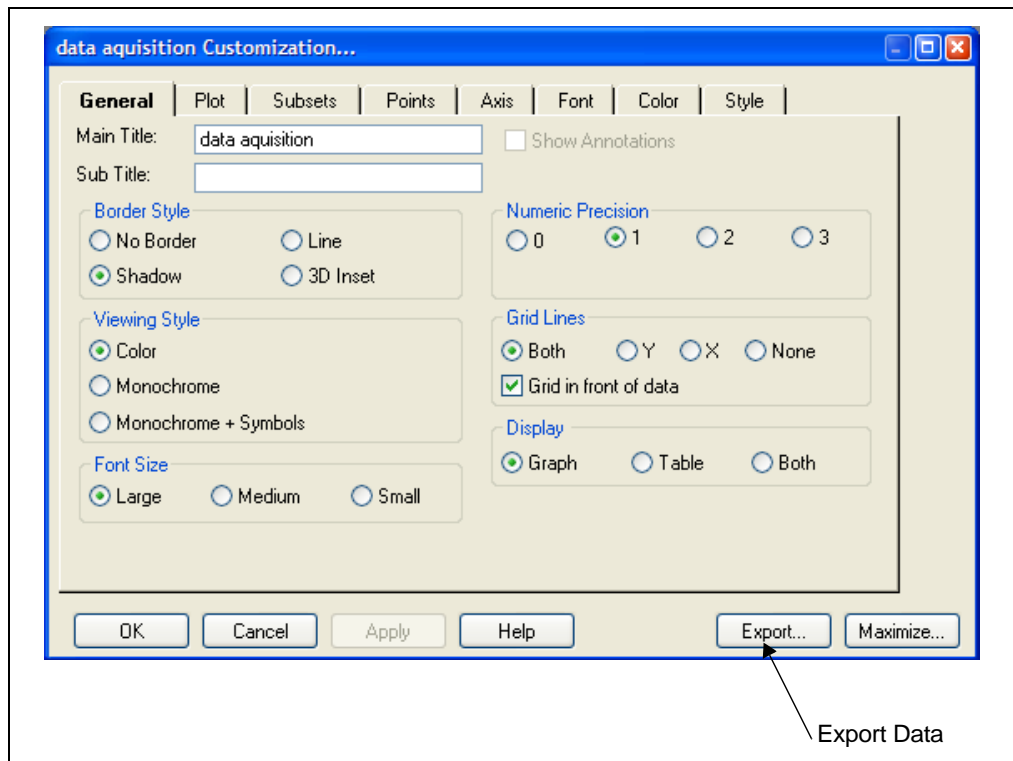 data aquisition Customization...
General Plot Subsets Points Axis Font Color Style
Main Title: data aquisition Show Annotations
Sub Title:
Border Style
No Border Line
Shadow 3D Inset
Numeric Precision
0 1 2 3
Viewing Style
Color
Monochrome
Monochrome + Symbols
Grid Lines
Both Y X None
Grid in front of data
Font Size
Large Medium Small
Display
Graph Table Both
OK Cancel Apply Help Export... Maximize...
Export Data